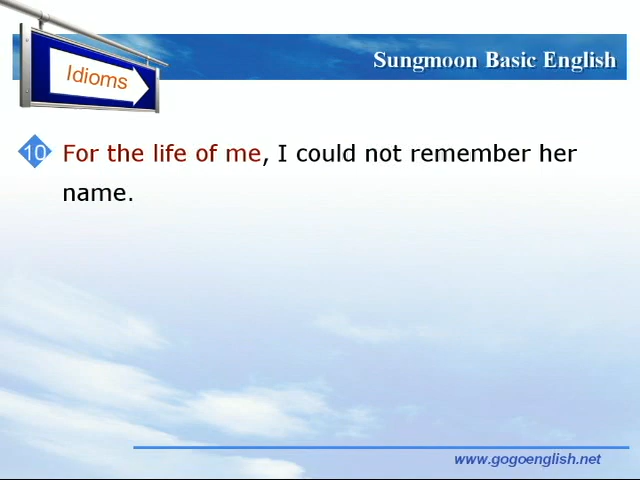 Sungmoon Basic English
Idioms
10 For the life of me, I could not remember her
name.
www.gogoenglish.net